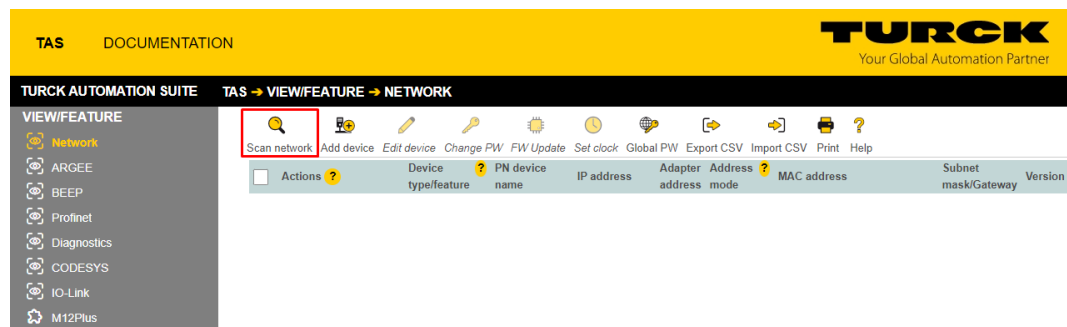 TAS DOCUMENTATION
TURCK
Your Global Automation Partner
TURCK AUTOMATION SUITE TAS → VIEW/FEATURE → NETWORK
VIEW/FEATURE
Network
ARGEE
BEEP
Profinet
Diagnostics
CODESYS
IO-Link
M12Plus
Scan network Add device Edit device Change PW FW Update Set clock Global PW Export CSV Import CSV Print Help
Actions ? Device ? PN device IP address Adapter Address ? MAC address Subnet Version
type/feature name address mode mask/Gateway